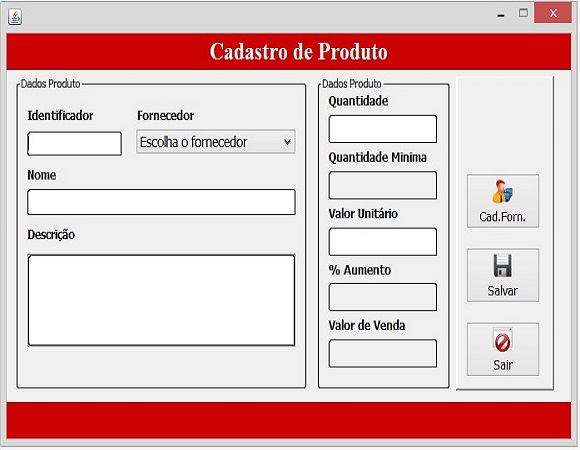 Cadastro de Produto
Dados Produto
Identificador
Fornecedor
Escolha o fornecedor
Nome
Descrição
Dados Produto
Quantidade
Quantidade Minima
Valor Unitário
% Aumento
Valor de Venda
Cad.Forn.
Salvar
Sair